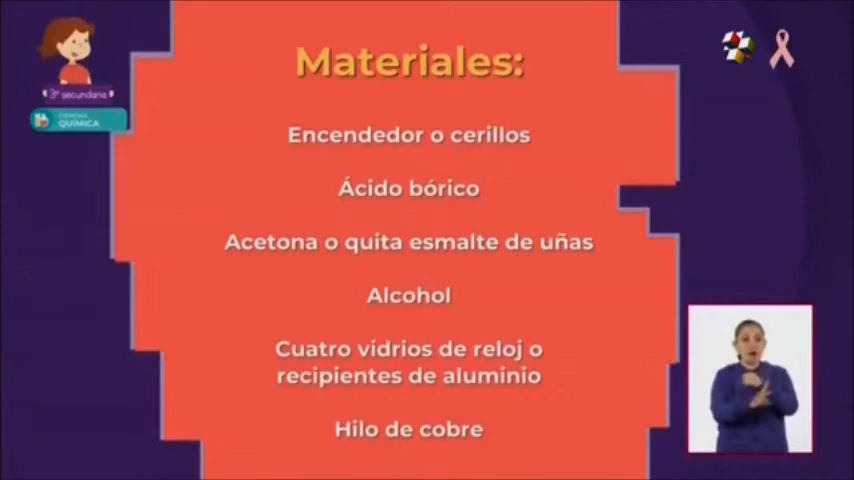 Materiales:
3° secundaria
CIENCIAS
QUÍMICA
Encendedor o cerillos
Ácido bórico
Acetona o quita esmalte de uñas
Alcohol
Cuatro vidrios de reloj o
recipientes de aluminio
Hilo de cobre